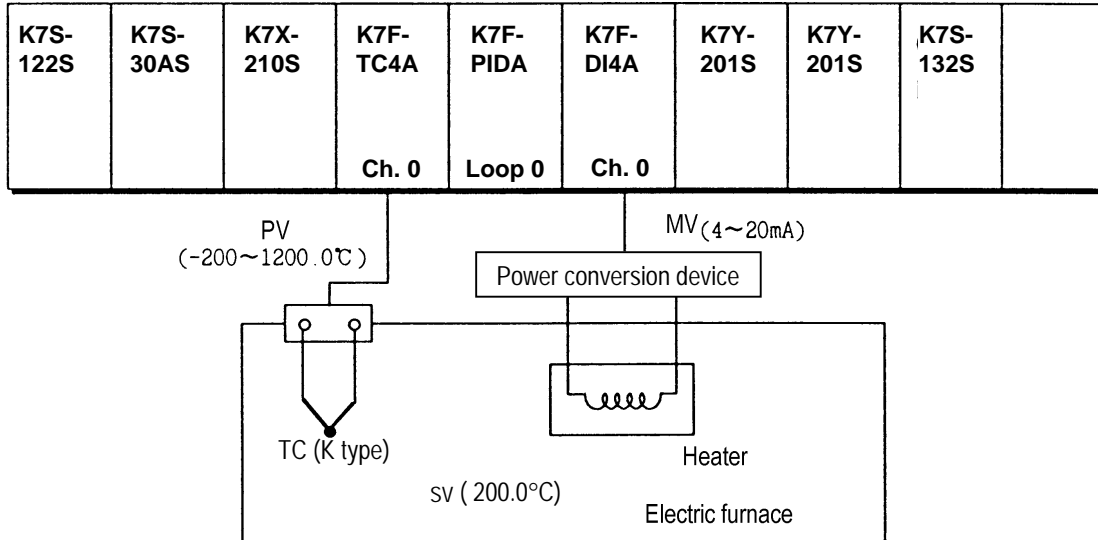 K7S-
122S
K7S-
30AS
K7X-
210S
K7F-
TC4A
Ch. 0
K7F-
PIDA
Loop 0
K7F-
DI4A
Ch. 0
K7Y-
201S
K7Y-
201S
K7S-
132S
PV
(-200~1200.0℃)
MV(4~20mA)
Power conversion device
TC (K type)
Heater
SV ( 200.0°C)
Electric furnace